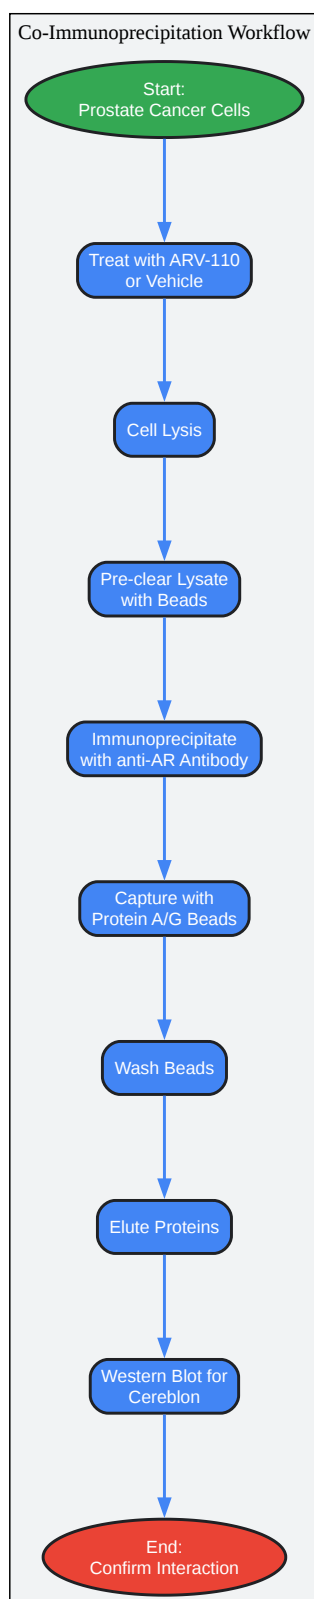 Co-Immunoprecipitation Workflow
Start:
Prostate Cancer Cells
Treat with ARV-110
or Vehicle
Cell Lysis
Pre-clear Lysate
with Beads
Immunoprecipitate
with anti-AR Antibody
Capture with
Protein A/G Beads
Wash Beads
Elute Proteins
Western Blot for
Cereblon
End:
Confirm Interaction